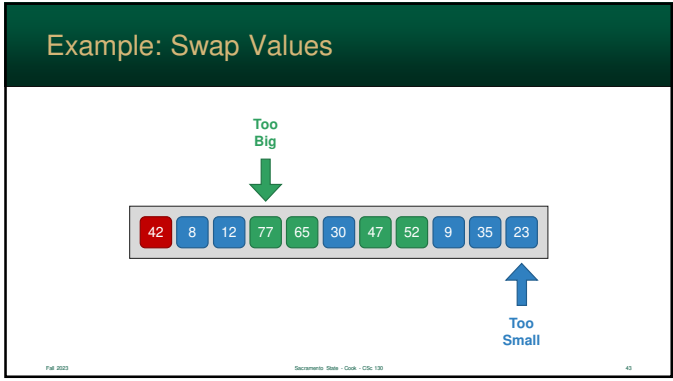 Example: Swap Values
Too
Big
42 8 12 77 65 30 47 52 9 35 23
Too
Small
Fall 2023 Sacramento State - Cook - CSc 130 43